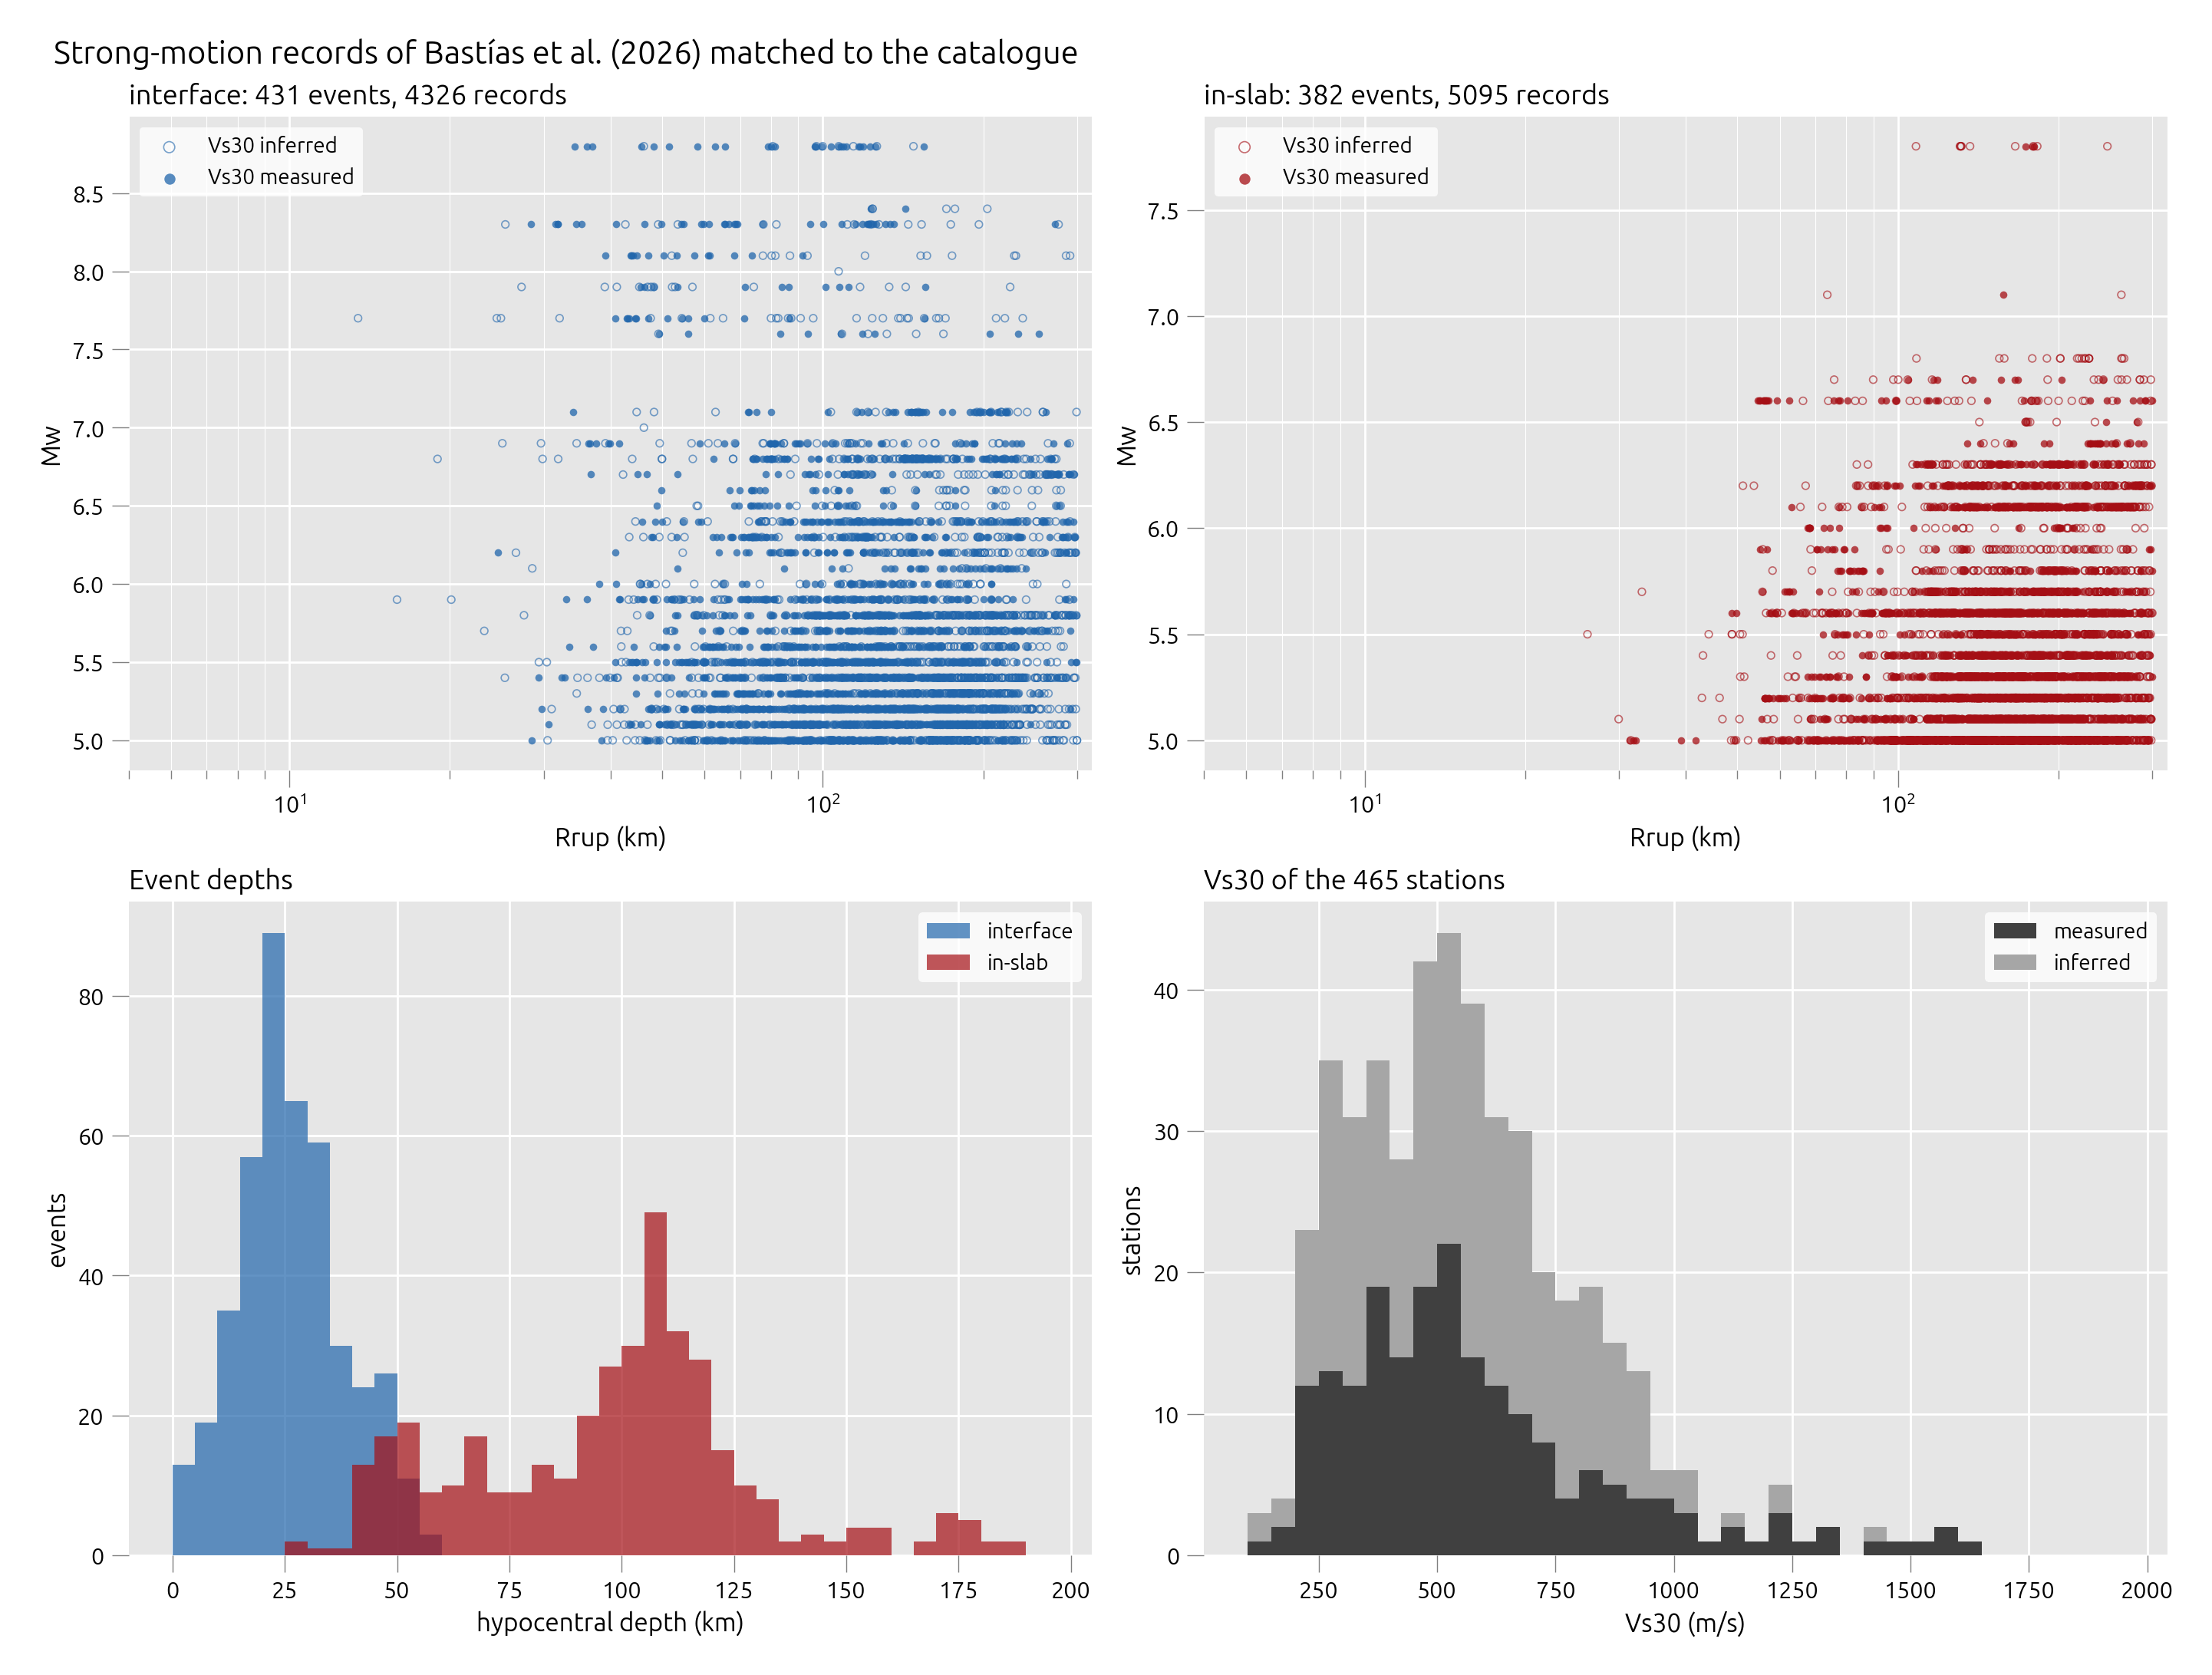 Strong-motion records of Bastías et al. (2026) matched to the catalogue
interface: 431 events, 4326 records
Vs30 inferred
Vs30 measured
Mw
8.5
8.0
7.5
7.0
6.5
6.0
5.5
5.0
10¹
10²
Rrup (km)
in-slab: 382 events, 5095 records
Vs30 inferred
Vs30 measured
Mw
7.5
7.0
6.5
6.0
5.5
5.0
10¹
10²
Rrup (km)
Event depths
interface
in-slab
events
80
60
40
20
0
0 25 50 75 100 125 150 175 200
hypocentral depth (km)
Vs30 of the 465 stations
measured
inferred
stations
40
30
20
10
0
250 500 750 1000 1250 1500 1750 2000
Vs30 (m/s)